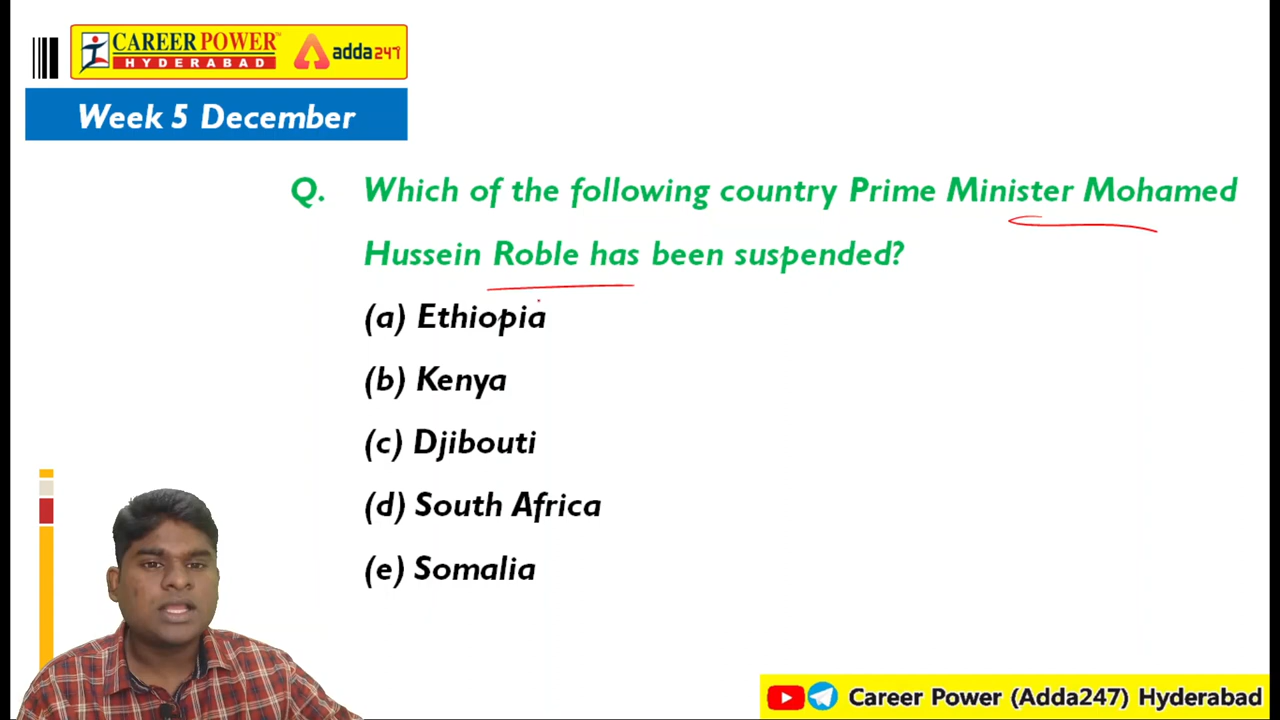 CAREER POWER
HYDERABAD
adda247
Week 5 December
Q. Which of the following country Prime Minister Mohamed
Hussein Roble has been suspended?
(a) Ethiopia
(b) Kenya
(c) Djibouti
(d) South Africa
(e) Somalia
Career Power (Adda247) Hyderabad